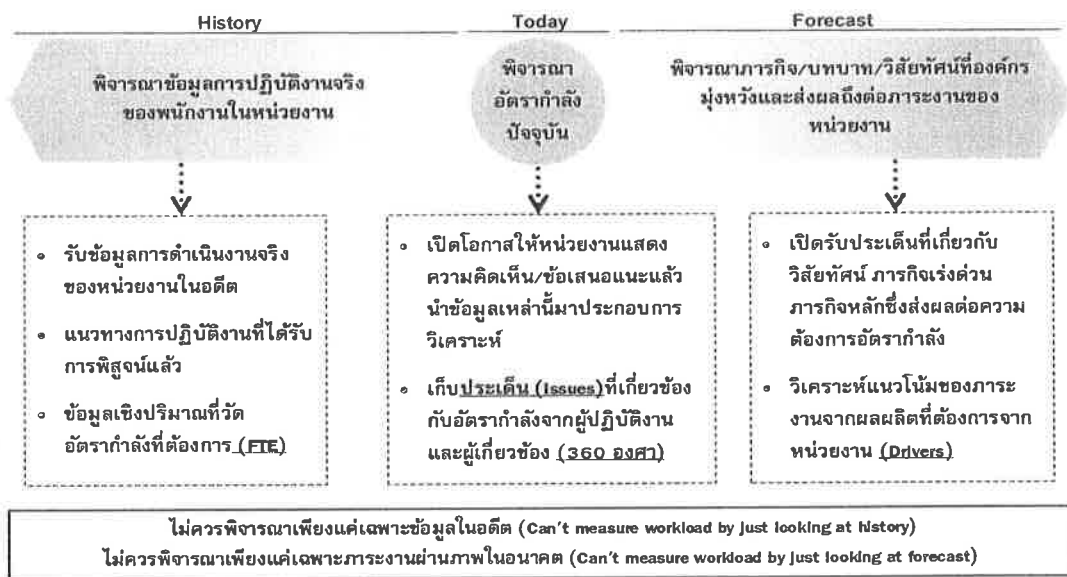 History
Today
Forecast
พิจารณาข้อมูลการปฏิบัติงานจริง
ของพนักงานในหน่วยงาน
พิจารณา
อัตรากำลัง
ปัจจุบัน
พิจารณาภารกิจ/บทบาท/วิสัยทัศน์ที่องค์กร
มุ่งหวังและส่งผลถึงต่อภาระงานของ
หน่วยงาน
รับข้อมูลการดำเนินงานจริง
ของหน่วยงานในอดีต
แนวทางการปฏิบัติงานที่ได้รับ
การพิสูจน์แล้ว
ข้อมูลเชิงปริมาณที่วัด
อัตรากำลังที่ต้องการ (FTE)
เปิดโอกาสให้หน่วยงานแสดง
ความคิดเห็น/ข้อเสนอแนะแล้ว
นำข้อมูลเหล่านี้มาประกอบการ
วิเคราะห์
เก็บประเด็น (Issues)ที่เกี่ยวข้อง
กับอัตรากำลังจากผู้ปฏิบัติงาน
และผู้เกี่ยวข้อง (360 องศา)
เปิดรับประเด็นที่เกี่ยวกับ
วิสัยทัศน์ ภารกิจเร่งด่วน
ภารกิจหลักซึ่งส่งผลต่อความ
ต้องการอัตรากำลัง
วิเคราะห์แนวโน้มของภาระ
งานจากผลผลิตที่ต้องการจาก
หน่วยงาน (Drivers)
ไม่ควรพิจารณาเพียงแค่เฉพาะข้อมูลในอดีต (Can't measure workload by just looking at history)
ไม่ควรพิจารณาเพียงแค่เฉพาะภาระงานผ่านภาพในอนาคต (Can't measure workload by just looking at forecast)